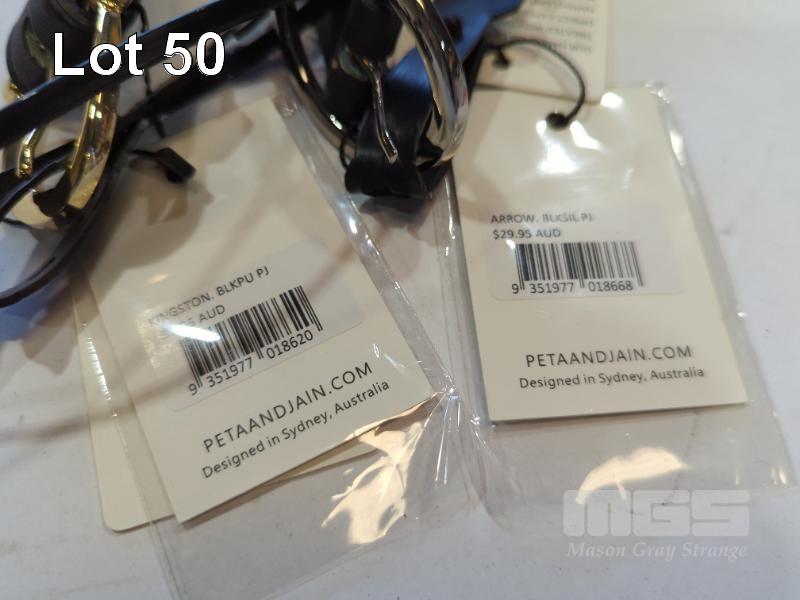 Lot 50
KINGSTON. BLKPU PJ
AUD
9 351977 018620
PETAANDJAIN.COM
Designed in Sydney, Australia
ARROW. BLKSIL PJ
$29.95 AUD
9 351977 018668
PETAANDJAIN.COM
Designed in Sydney, Australia
MGS
Mason Gray Strange